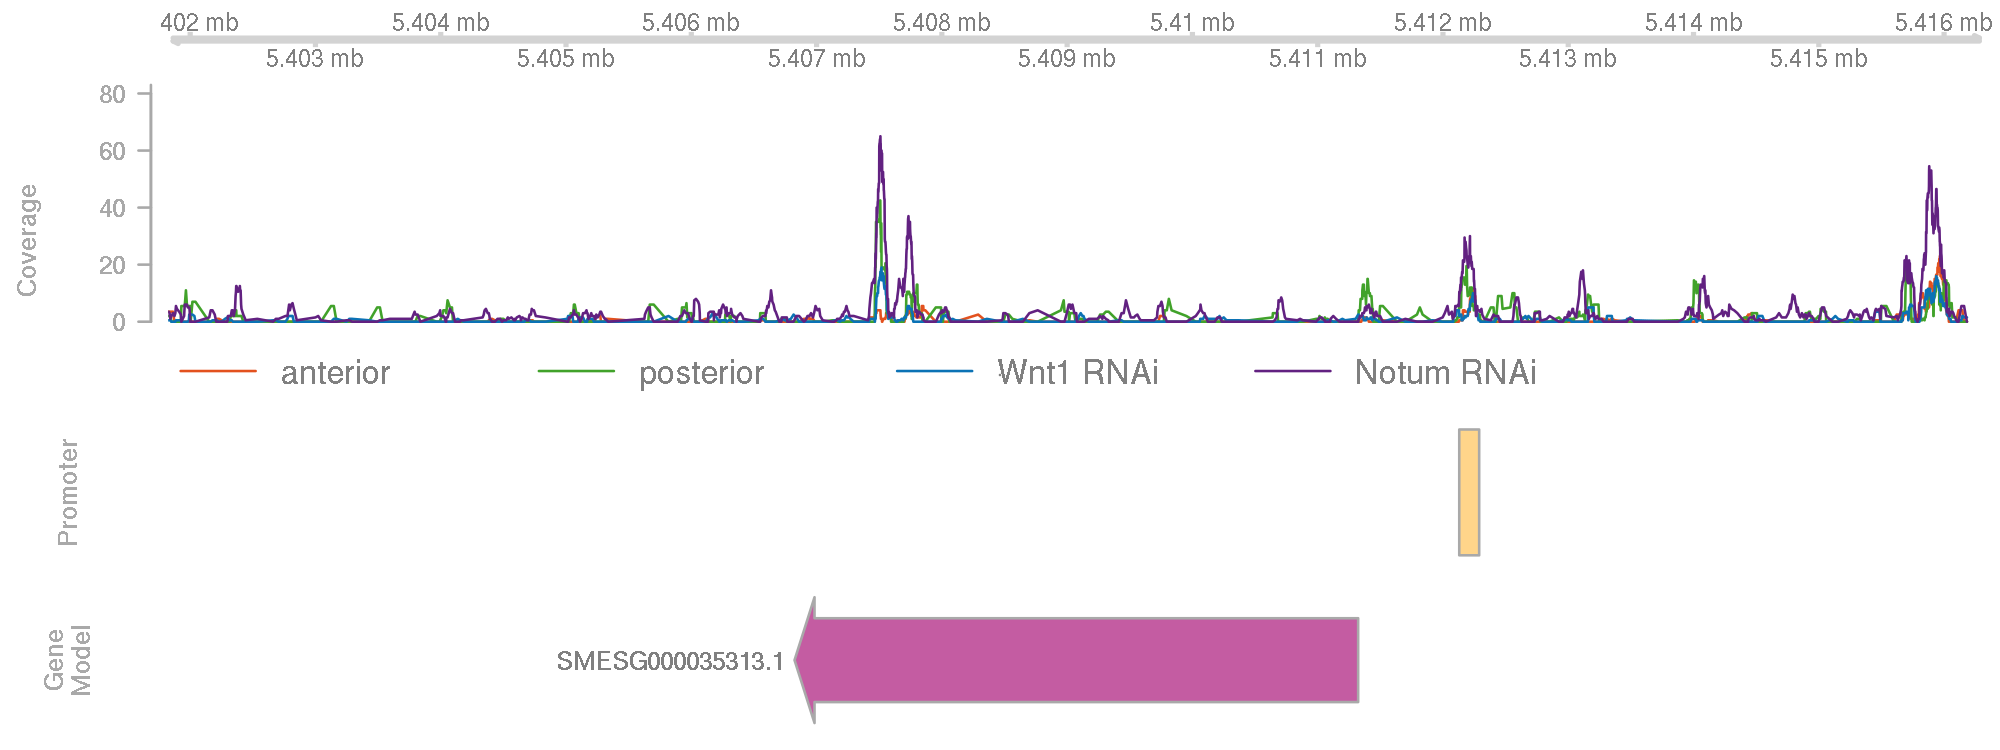 402 mb 5.404 mb 5.406 mb 5.408 mb 5.41 mb 5.412 mb 5.414 mb 5.416 mb
5.403 mb 5.405 mb 5.407 mb 5.409 mb 5.411 mb 5.413 mb 5.415 mb
80
60
40
20
0
Coverage
anterior posterior Wnt1 RNAi Notum RNAi
Promoter
Gene
Model
SMESG000035313.1